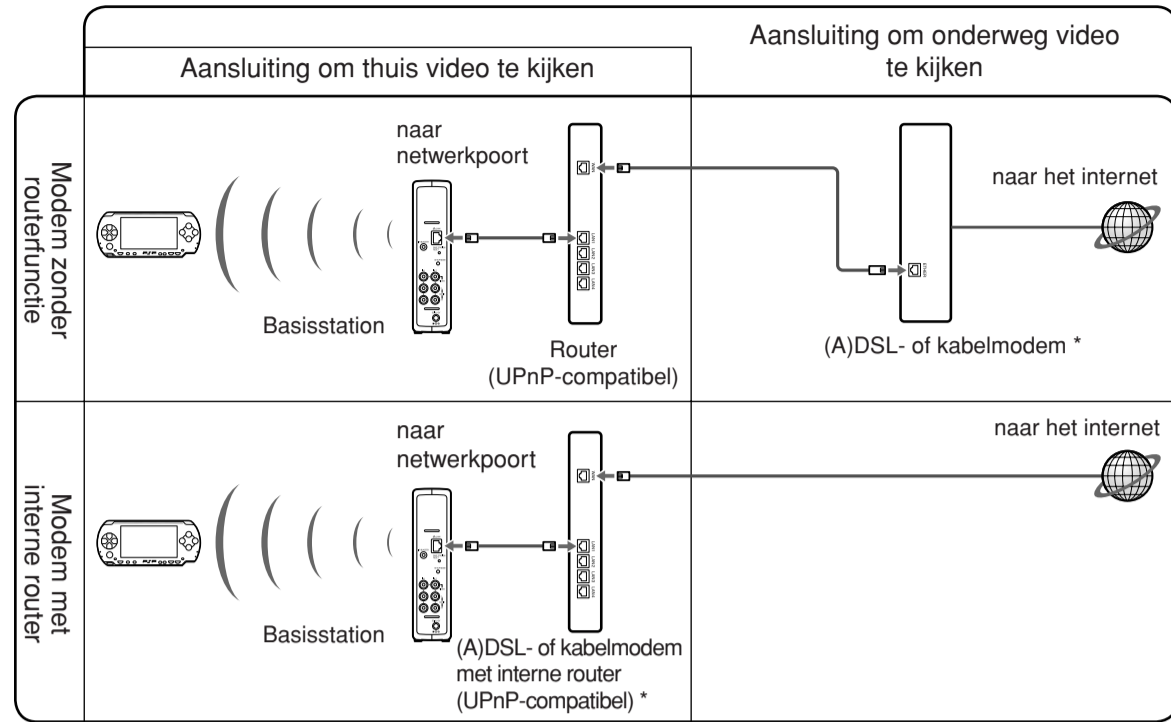 Aansluiting om thuis video te kijken
Aansluiting om onderweg video
te kijken
Modem zonder
routerfunctie
naar
netwerkpoort
Basisstation
Router
(UPnP-compatibel)
naar het internet
(A)DSL- of kabelmodem *
Modem met
interne router
naar
netwerkpoort
Basisstation
(A)DSL- of kabelmodem
met interne router
(UPnP-compatibel) *
naar het internet